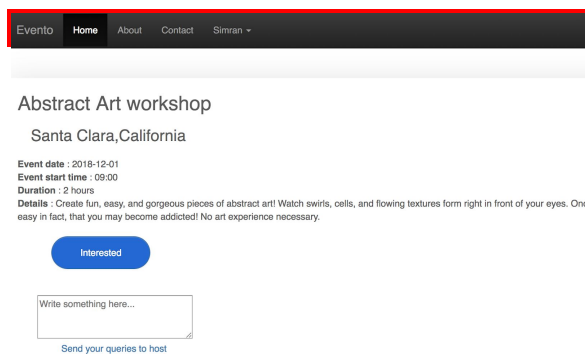 Evento Home About Contact Simran
Abstract Art workshop
Santa Clara,California
Event date : 2018-12-01
Event start time : 09:00
Duration : 2 hours
Details : Create fun, easy, and gorgeous pieces of abstract art! Watch swirls, cells, and flowing textures form right in front of your eyes.
easy in fact, that you may become addicted! No art experience necessary.
Interested
Write something here...
Send your queries to host